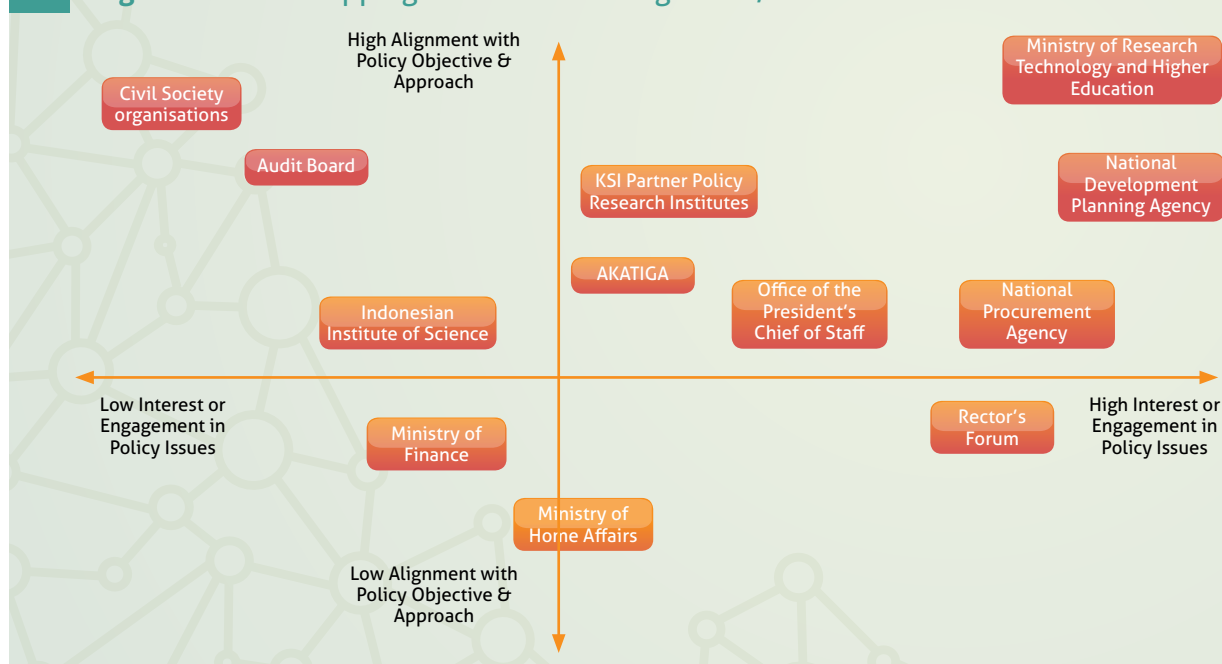 High Alignment with
Policy Objective &
Approach
Ministry of Research
Technology and Higher
Education
Civil Society
organisations
Audit Board
KSI Partner Policy
Research Institutes
National
Development
Planning Agency
AKATIGA
Office of the
President's
Chief of Staff
National
Procurement
Agency
Indonesian
Institute of Science
Low Interest or
Engagement in
Policy Issues
Ministry of
Finance
Rector's
Forum
High Interest or
Engagement in
Policy Issues
Ministry of
Home Affairs
Low Alignment with
Policy Objective &
Approach